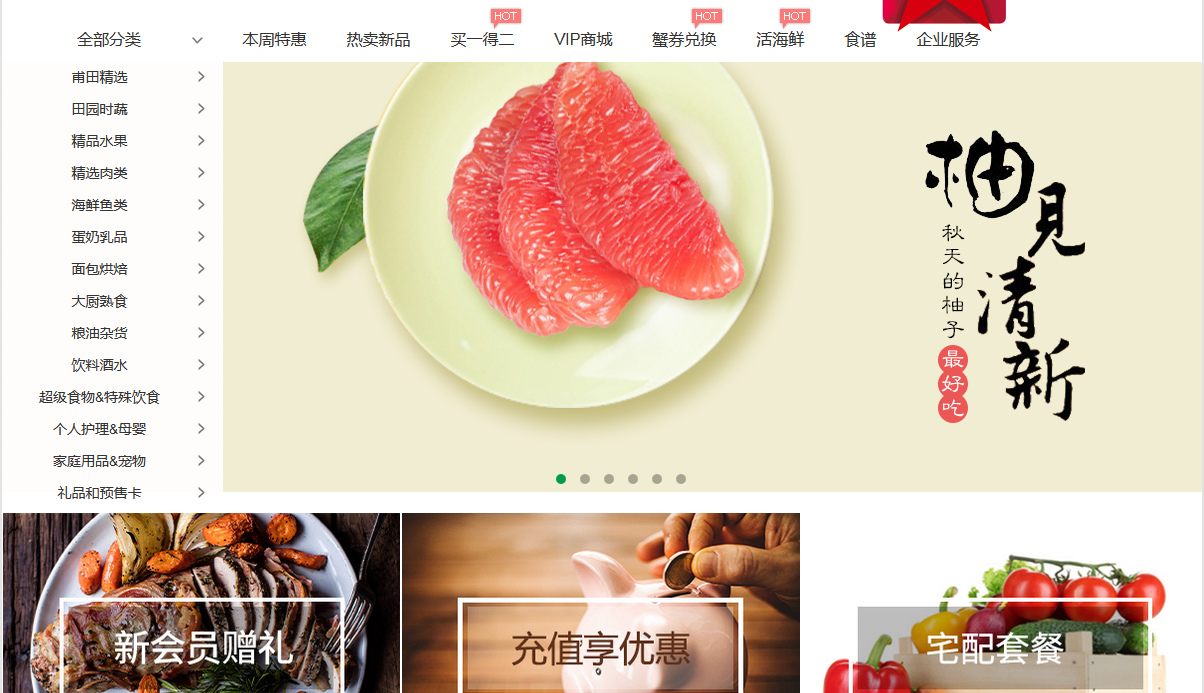 HOT
HOT
HOT
全部分类
本周特惠
热卖新品
买一得二
VIP商城
蟹券兑换
活海鲜
食谱
企业服务
甫田精选
田园时蔬
精品水果
精选肉类
海鲜鱼类
蛋奶乳品
面包烘焙
大厨熟食
粮油杂货
饮料酒水
超级食物&特殊饮食
个人护理&母婴
家庭用品&宠物
礼品和预售卡
柚見清新
秋天的柚子最好吃
新会员赠礼
充值享优惠
宅配套餐